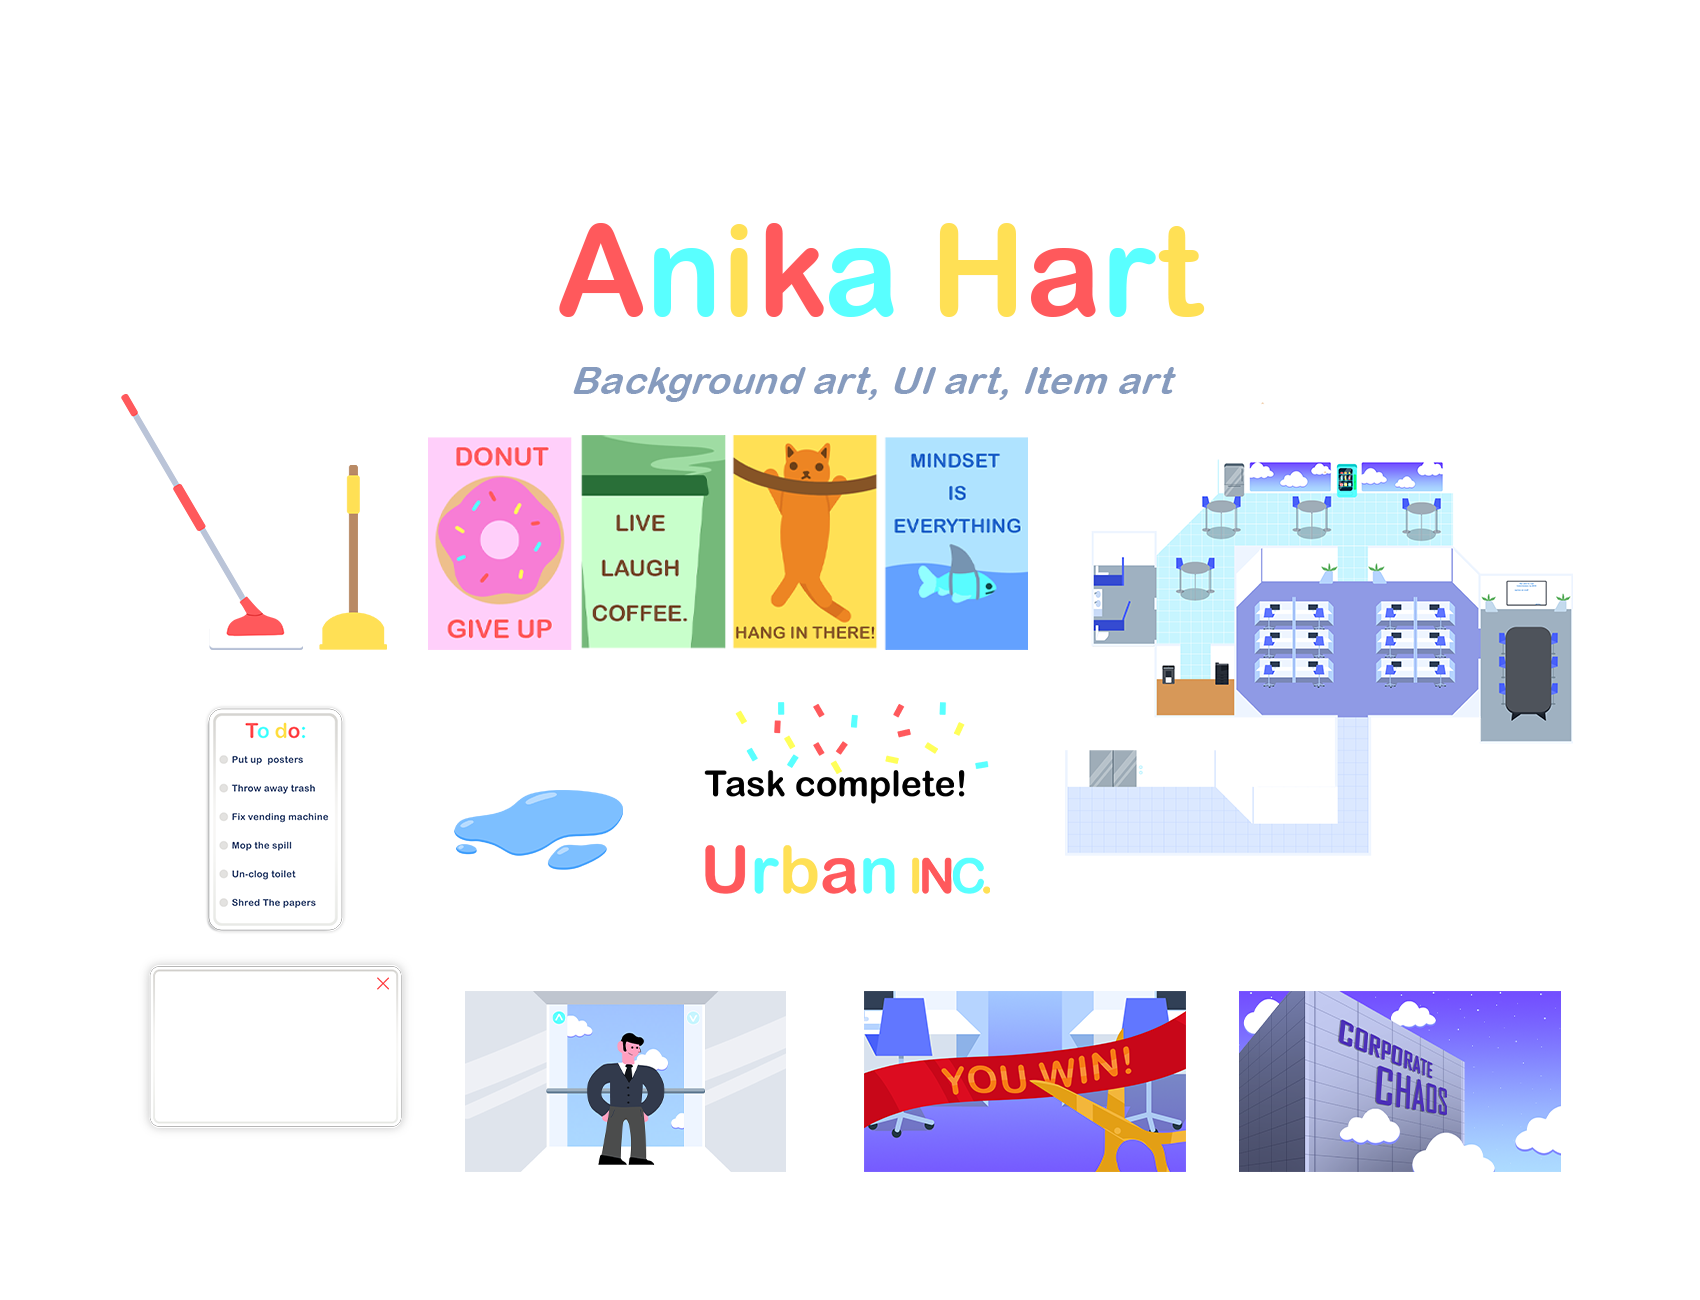 Anika Hart
Background art, UI art, Item art
DONUT
GIVE UP
LIVE
LAUGH
COFFEE.
HANG IN THERE!
MINDSET
IS
EVERYTHING
To do:
Put up posters
Throw away trash
Fix vending machine
Mop the spill
Un-clog toilet
Shred The papers
Task complete!
Urban INC.
YOU WIN!
CORPORATE
CHAOS